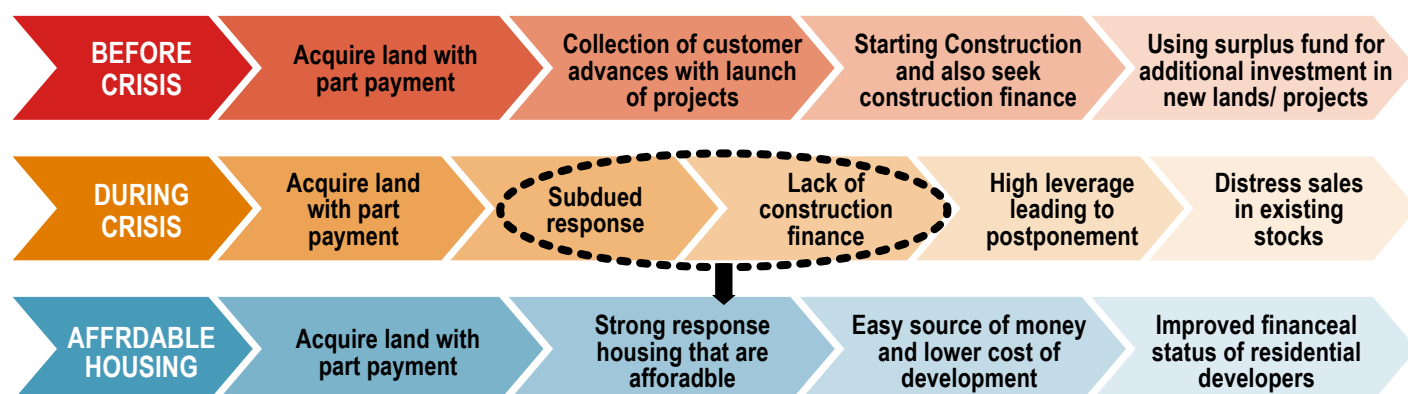 BEFORE
CRISIS
Acquire land with
part payment
Collection of customer
advances with launch
of projects
Starting Construction
and also seek
construction finance
Using surplus fund for
additional investment in
new lands/ projects
DURING
CRISIS
Acquire land
with part
payment
Subdued
response
Lack of
construction
finance
High leverage
leading to
postponement
Distress sales
in existing
stocks
AFFRDABLE
HOUSING
Acquire land with
part payment
Strong response
housing that are
afforadble
Easy source of money
and lower cost of
development
Improved financeal
status of residential
developers